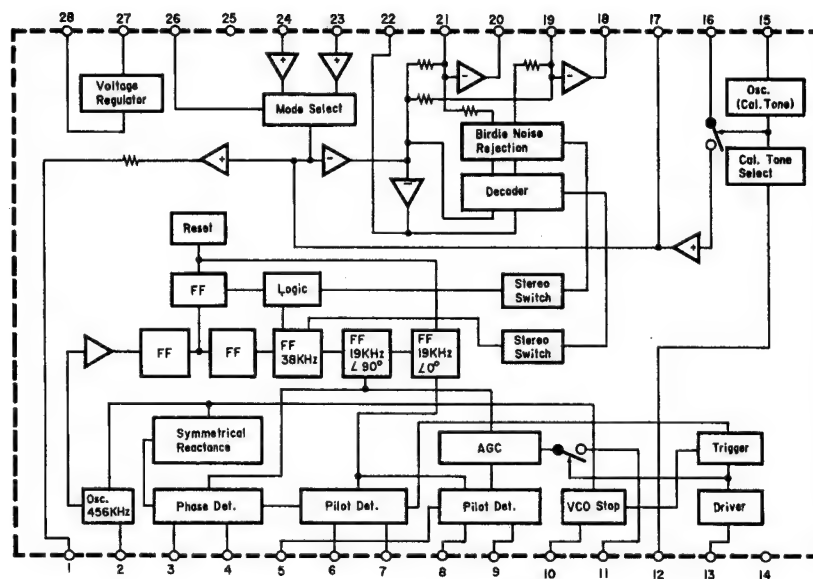 28 27 26 25 24 23 22 21 20 19 18 17 16 15
Voltage
Regulator
+
+
Mode Select
-
-
Osc.
(Cal. Tone)
Birdie Noise
Rejection
Cal. Tone
Select
+
-
Decoder
-
+
Reset
FF
Logic
Stereo
Switch
FF
FF
FF
38KHz
FF
19KHz
∠90°
FF
19KHz
∠0°
Stereo
Switch
Symmetrical
Reactance
AGC
Trigger
Osc.
456KHz
Phase Det.
Pilot Det.
Pilot Det.
VCO Stop
Driver
1 2 3 4 5 6 7 8 9 10 11 12 13 14